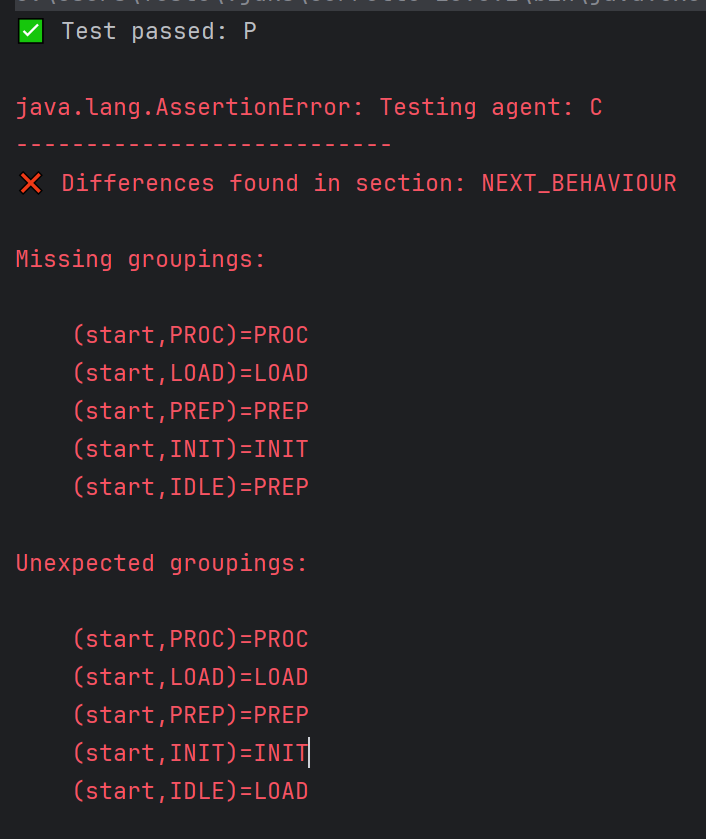 ✅ Test passed: P
java.lang.AssertionError: Testing agent: C
---------------------------
❌ Differences found in section: NEXT_BEHAVIOUR
Missing groupings:
(start,PROC)=PROC
(start,LOAD)=LOAD
(start,PREP)=PREP
(start,INIT)=INIT
(start,IDLE)=PREP
Unexpected groupings:
(start,PROC)=PROC
(start,LOAD)=LOAD
(start,PREP)=PREP
(start,INIT)=INIT
(start,IDLE)=LOAD